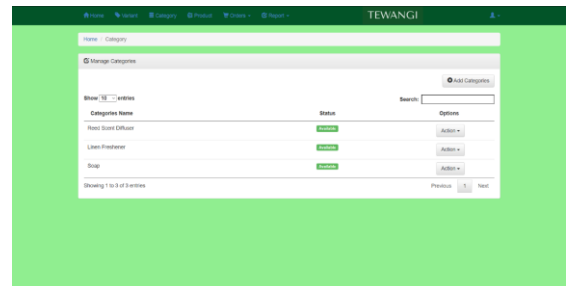 Home Variant Category Product Orders Report TEWANGI
Home / Category
Manage Categories
Add Categories
Show 10 entries Search:
Categories Name Status Options
Reed Scent Diffuser Available Action
Linen Freshener Available Action
Soap Available Action
Showing 1 to 3 of 3 entries Previous 1 Next